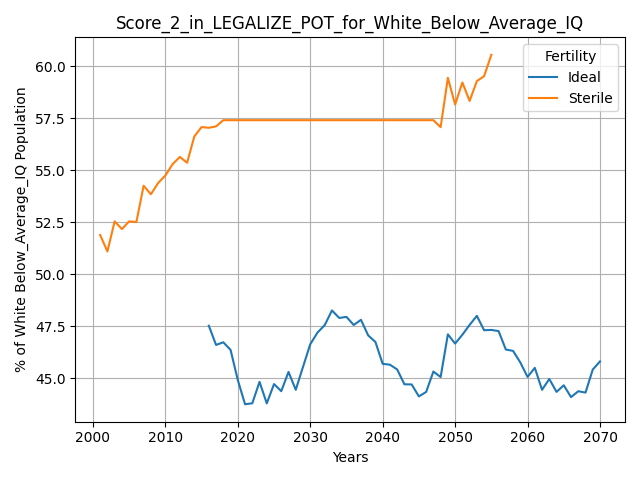 Score_2_in_LEGALIZE_POT_for_White_Below_Average_IQ
% of White Below_Average_IQ Population
60.0
57.5
55.0
52.5
50.0
47.5
45.0
Fertility
Ideal
Sterile
2000 2010 2020 2030 2040 2050 2060 2070
Years